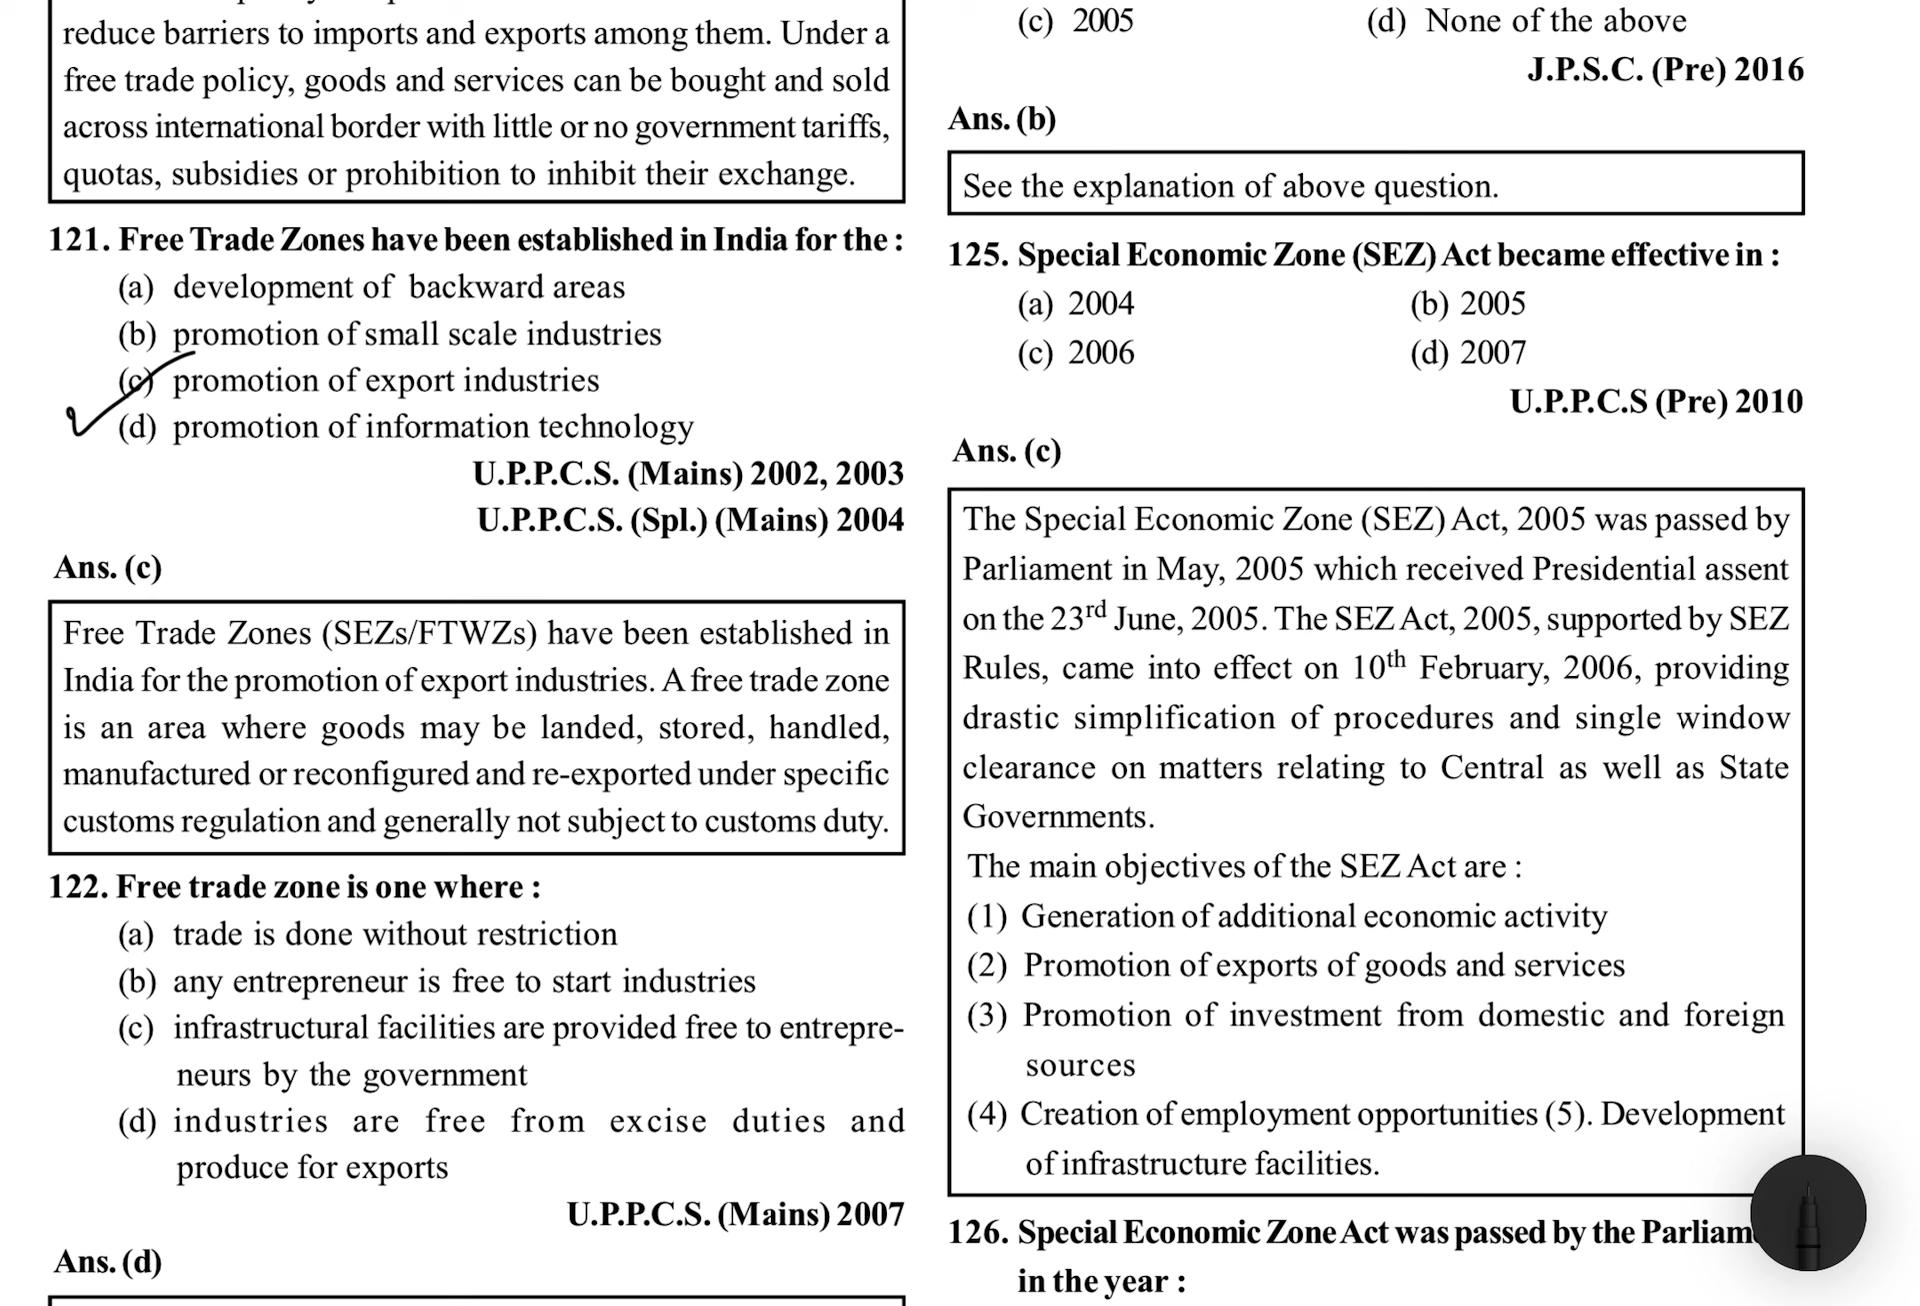 reduce barriers to imports and exports among them. Under a
free trade policy, goods and services can be bought and sold
across international border with little or no government tariffs,
quotas, subsidies or prohibition to inhibit their exchange.
121. Free Trade Zones have been established in India for the :
(a) development of backward areas
(b) promotion of small scale industries
(c) promotion of export industries
(d) promotion of information technology
U.P.P.C.S. (Mains) 2002, 2003
U.P.P.C.S. (Spl.) (Mains) 2004
Ans. (c)
Free Trade Zones (SEZs/FTWZs) have been established in
India for the promotion of export industries. A free trade zone
is an area where goods may be landed, stored, handled,
manufactured or reconfigured and re-exported under specific
customs regulation and generally not subject to customs duty.
122. Free trade zone is one where :
(a) trade is done without restriction
(b) any entrepreneur is free to start industries
(c) infrastructural facilities are provided free to entrepre-
neurs by the government
(d) industries are free from excise duties and
produce for exports
U.P.P.C.S. (Mains) 2007
Ans. (d)
(c) 2005 (d) None of the above
J.P.S.C. (Pre) 2016
Ans. (b)
See the explanation of above question.
125. Special Economic Zone (SEZ) Act became effective in :
(a) 2004 (b) 2005
(c) 2006 (d) 2007
U.P.P.C.S (Pre) 2010
Ans. (c)
The Special Economic Zone (SEZ) Act, 2005 was passed by
Parliament in May, 2005 which received Presidential assent
on the 23rd June, 2005. The SEZ Act, 2005, supported by SEZ
Rules, came into effect on 10th February, 2006, providing
drastic simplification of procedures and single window
clearance on matters relating to Central as well as State
Governments.
The main objectives of the SEZ Act are :
(1) Generation of additional economic activity
(2) Promotion of exports of goods and services
(3) Promotion of investment from domestic and foreign
sources
(4) Creation of employment opportunities (5). Development
of infrastructure facilities.
126. Special Economic Zone Act was passed by the Parliam
in the year :